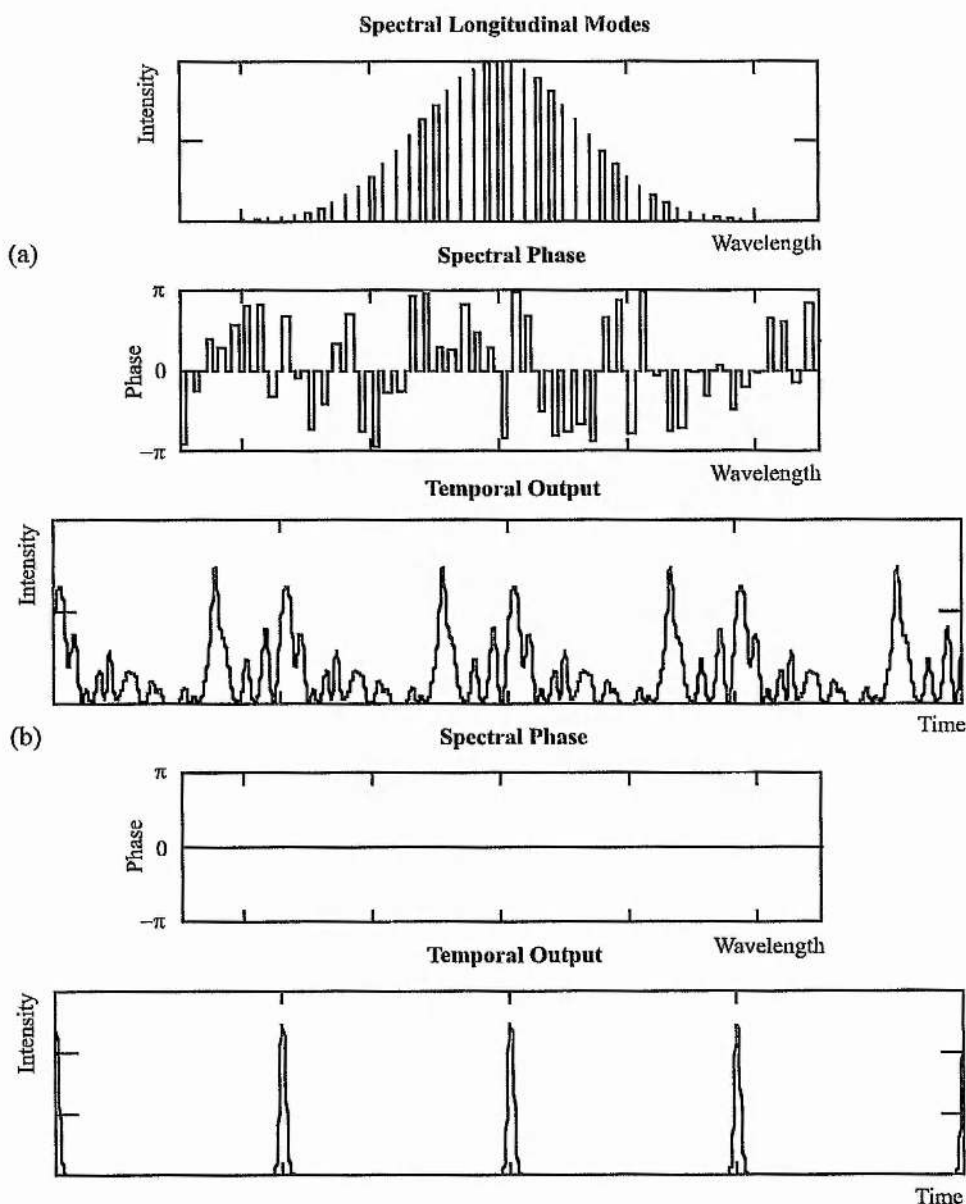 Spectral Longitudinal Modes
Intensity
Wavelength
(a)
Spectral Phase
π
0
−π
Phase
Wavelength
Temporal Output
Intensity
Time
(b)
Spectral Phase
π
0
−π
Phase
Wavelength
Temporal Output
Intensity
Time